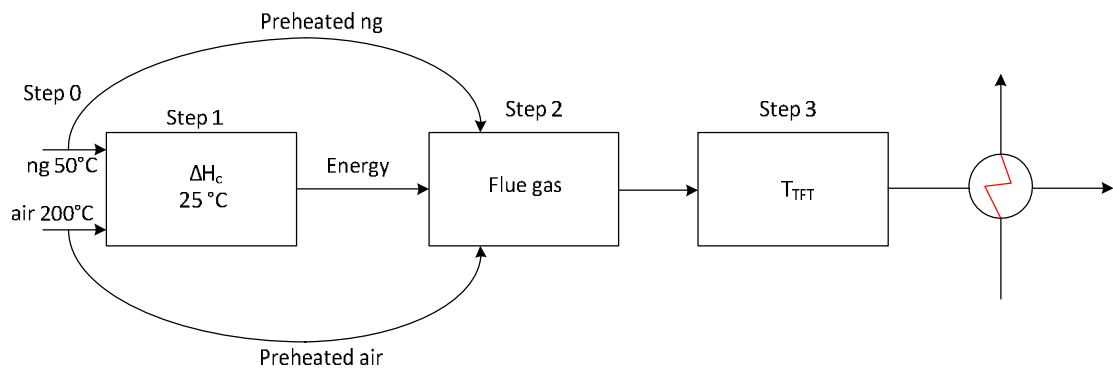 Preheated ng
Step 0
Step 1
Step 2
Step 3
ng 50°C
ΔHc
25 °C
Energy
Flue gas
TTFT
air 200°C
Preheated air